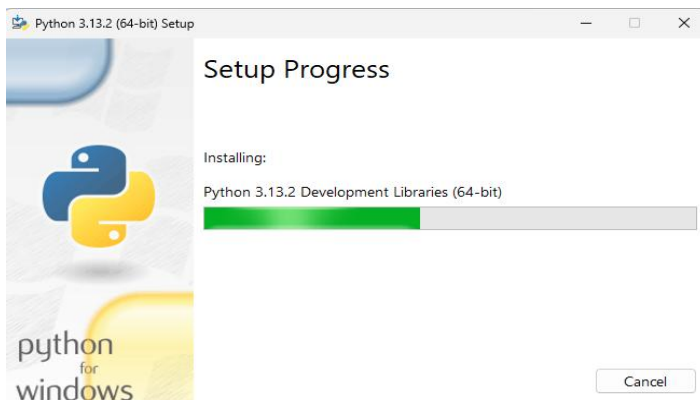 Python 3.13.2 (64-bit) Setup
Setup Progress
Installing:
Python 3.13.2 Development Libraries (64-bit)
python
for
windows
Cancel